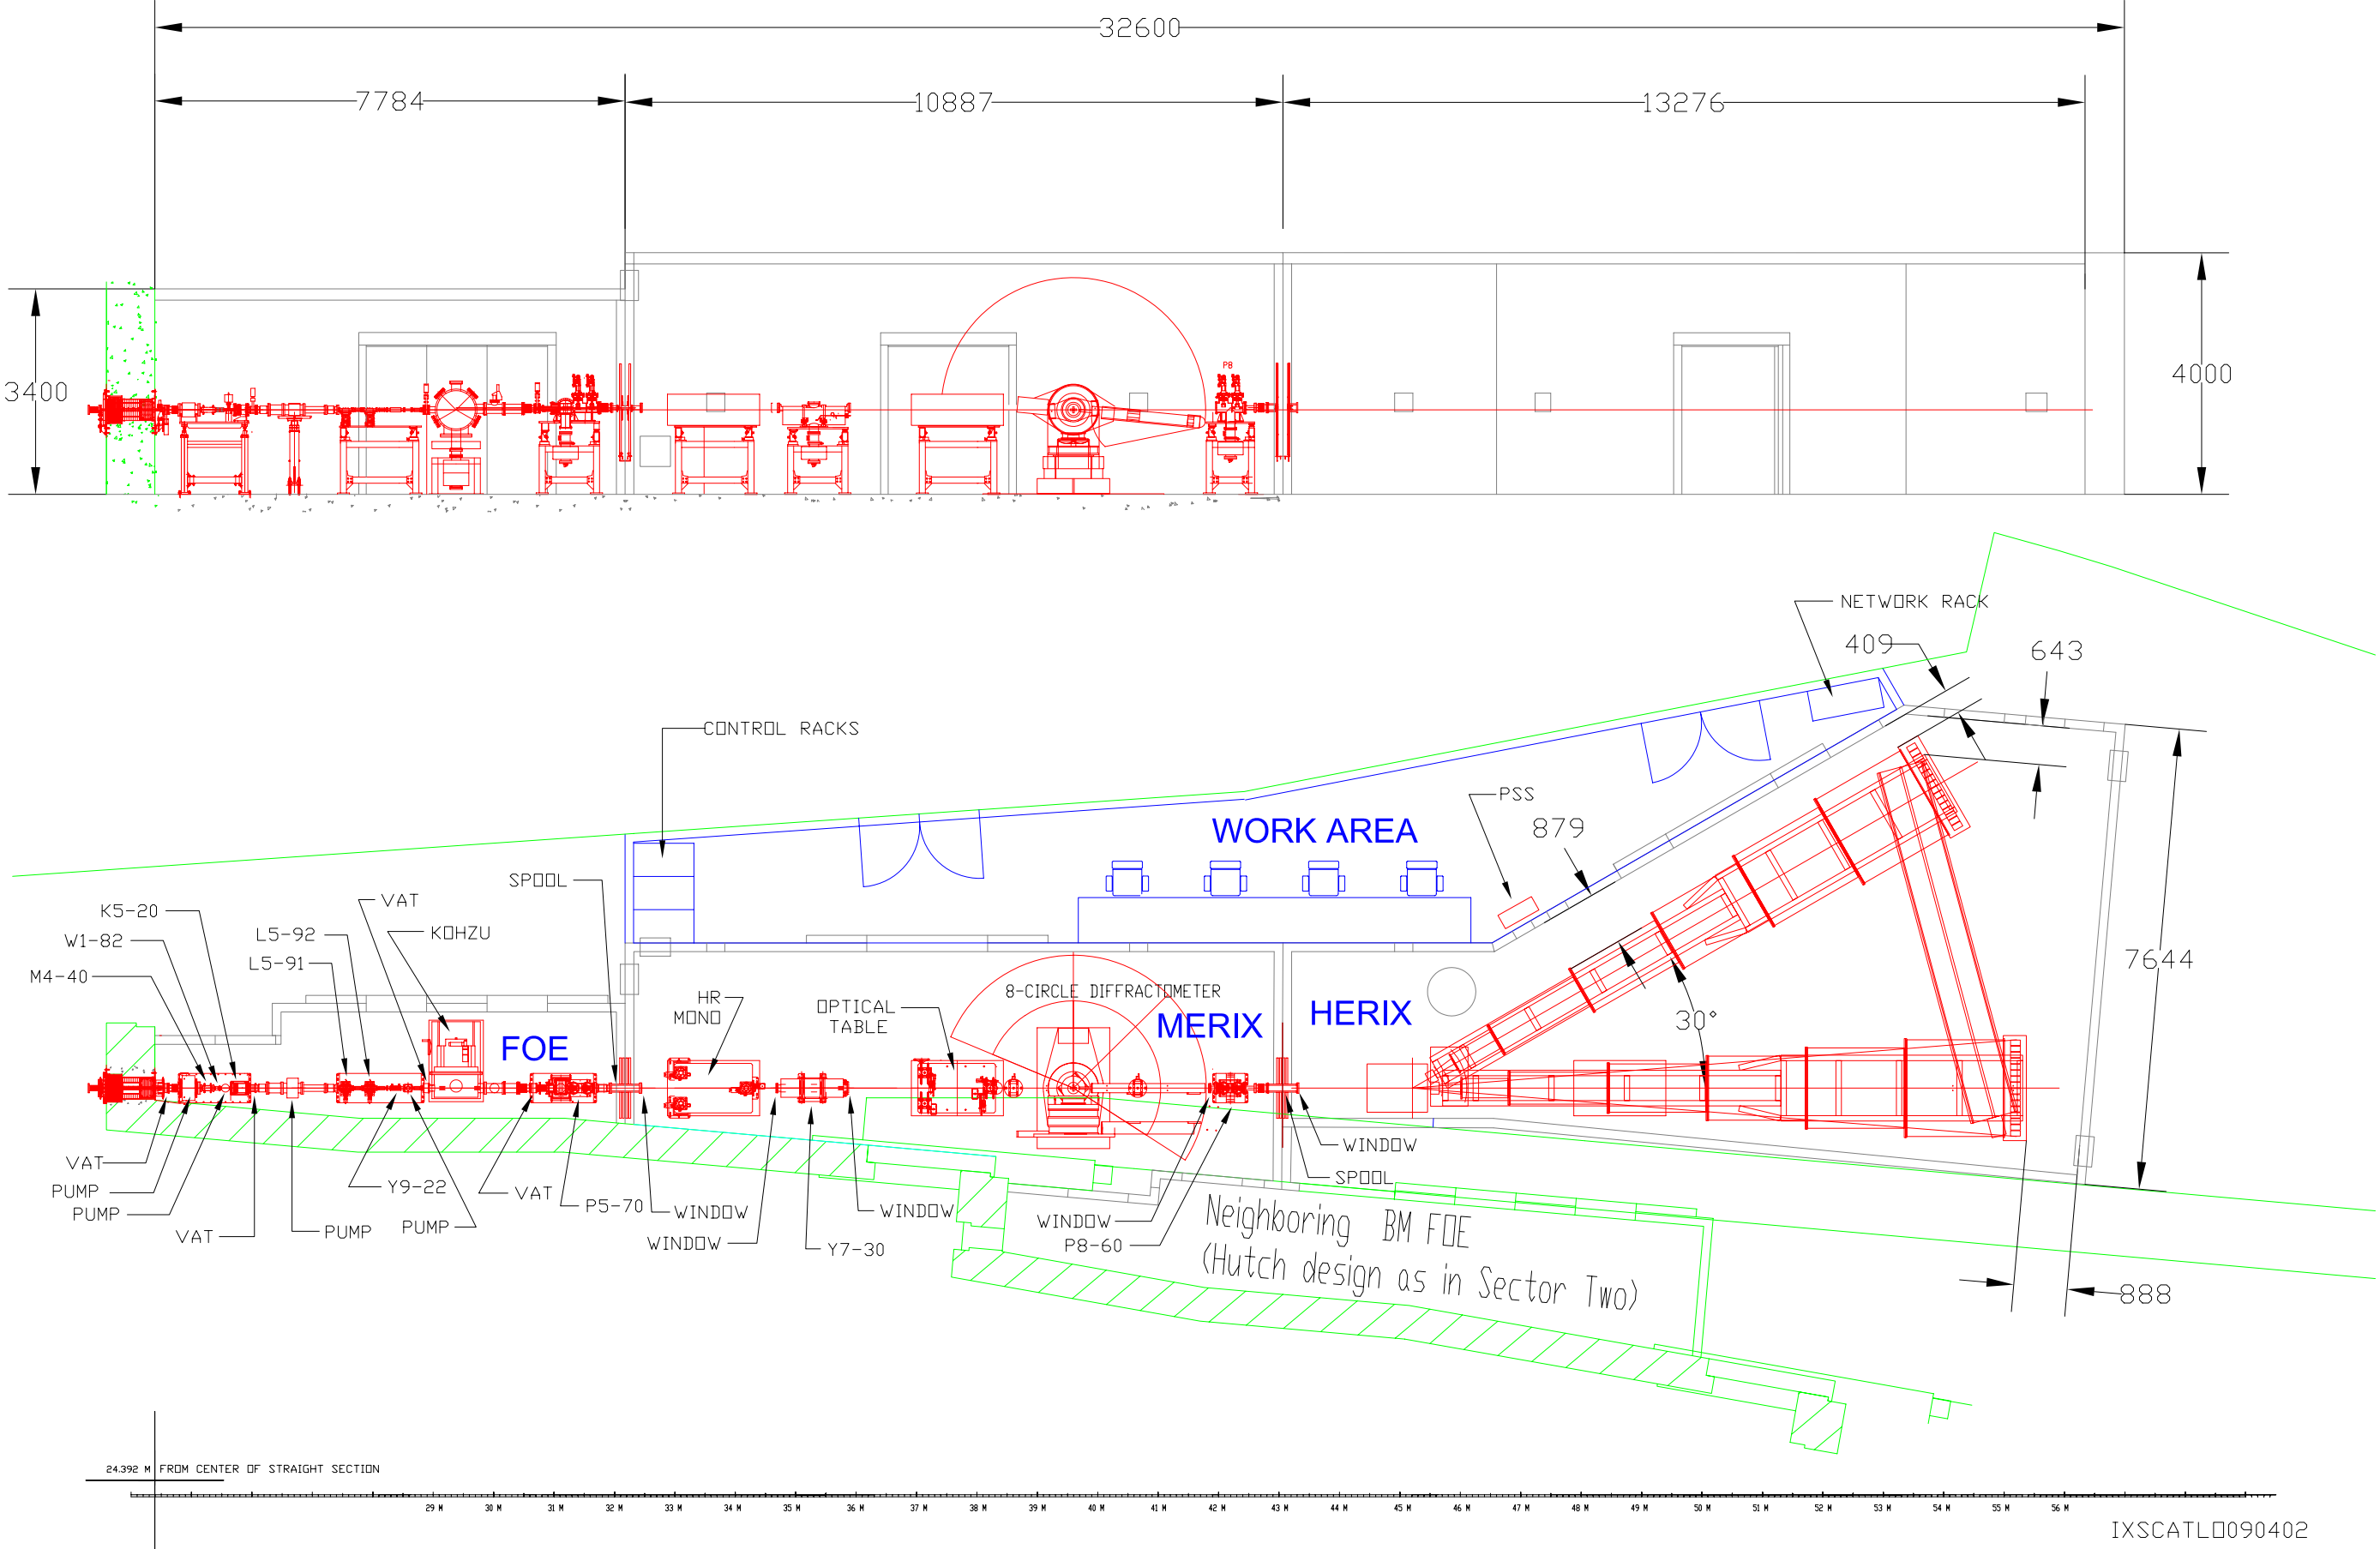 32600
7784
10887
13276
3400
P8
4000
NETWORK RACK
409
643
CONTROL RACKS
PSS
WORK AREA
879
SPOOL
VAT
K5-20
L5-92
KOHZU
W1-82
L5-91
7644
M4-40
HR
MONO
OPTICAL
TABLE
8-CIRCLE DIFFRACTOMETER
MERIX
HERIX
30°
FOE
WINDOW
VAT
SPOOL
PUMP
Y9-22
VAT
P5-70
PUMP
WINDOW
WINDOW
WINDOW
Neighboring BM FOE
(Hutch design as in Sector Two)
VAT
PUMP
PUMP
WINDOW
Y7-30
P8-60
888
24.392 M FROM CENTER OF STRAIGHT SECTION
29 M 30 M 31 M 32 M 33 M 34 M 35 M 36 M 37 M 38 M 39 M 40 M 41 M 42 M 43 M 44 M 45 M 46 M 47 M 48 M 49 M 50 M 51 M 52 M 53 M 54 M 55 M 56 M
IXSCATLO090402